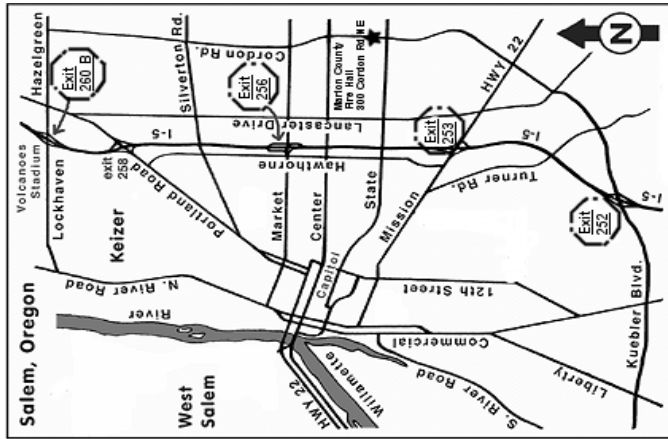 Salem, Oregon
Volcanoes
Stadium
Hazelgreen
Lockhaven
Exit
260 B
exit
258
Portland Road
Keizer
N. River Road
River
West
Salem
HWY 22
Willamette
Silverton Rd.
Cordon Rd.
Exit
256
I-5
Lancaster Drive
Hawthorne
Market
Center
Capitol
State
Marion County
Fire Hall
300 Cordon Rd NE
Mission
HWY 22
Exit
253
I-5
Turner Rd.
12th Street
Commercial
Liberty
S. River Road
Exit
252
I-5
Kuebler Blvd.
N